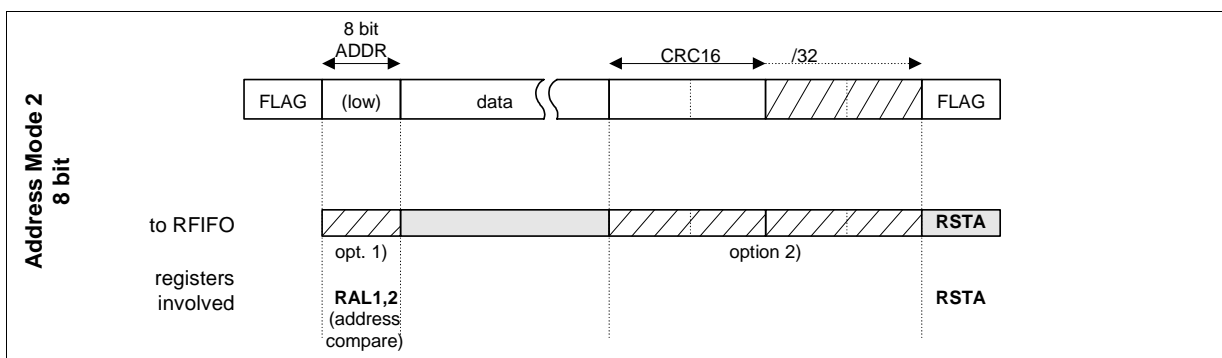 8 bit
ADDR
CRC16 /32
Address Mode 2
8 bit
FLAG (low) data FLAG
to RFIFO RSTA
opt. 1) option 2)
registers
involved
RAL1,2 RSTA
(address
compare)